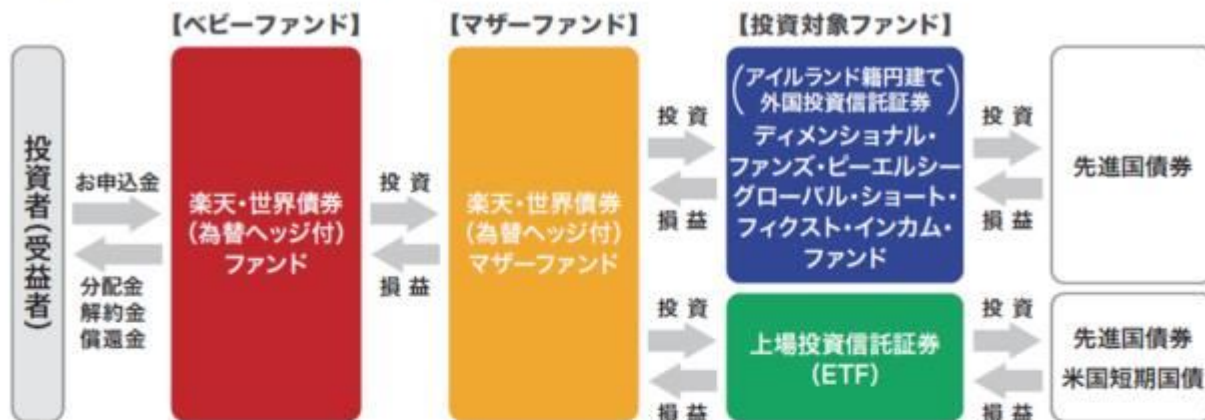 【ベビーファンド】
【マザーファンド】
【投資対象ファンド】
投資者(受益者)
お申込金
分配金
解約金
償還金
楽天・世界債券
(為替ヘッジ付)
ファンド
投資
損益
楽天・世界債券
(為替ヘッジ付)
マザーファンド
投資
損益
(アイルランド籍円建て
外国投資信託証券)
ディメンショナル・
ファンズ・ピーエルシー
グローバル・ショート・
フィクスト・インカム・
ファンド
投資
損益
先進国債券
投資
損益
上場投資信託証券
(ETF)
投資
損益
先進国債券
米国短期国債